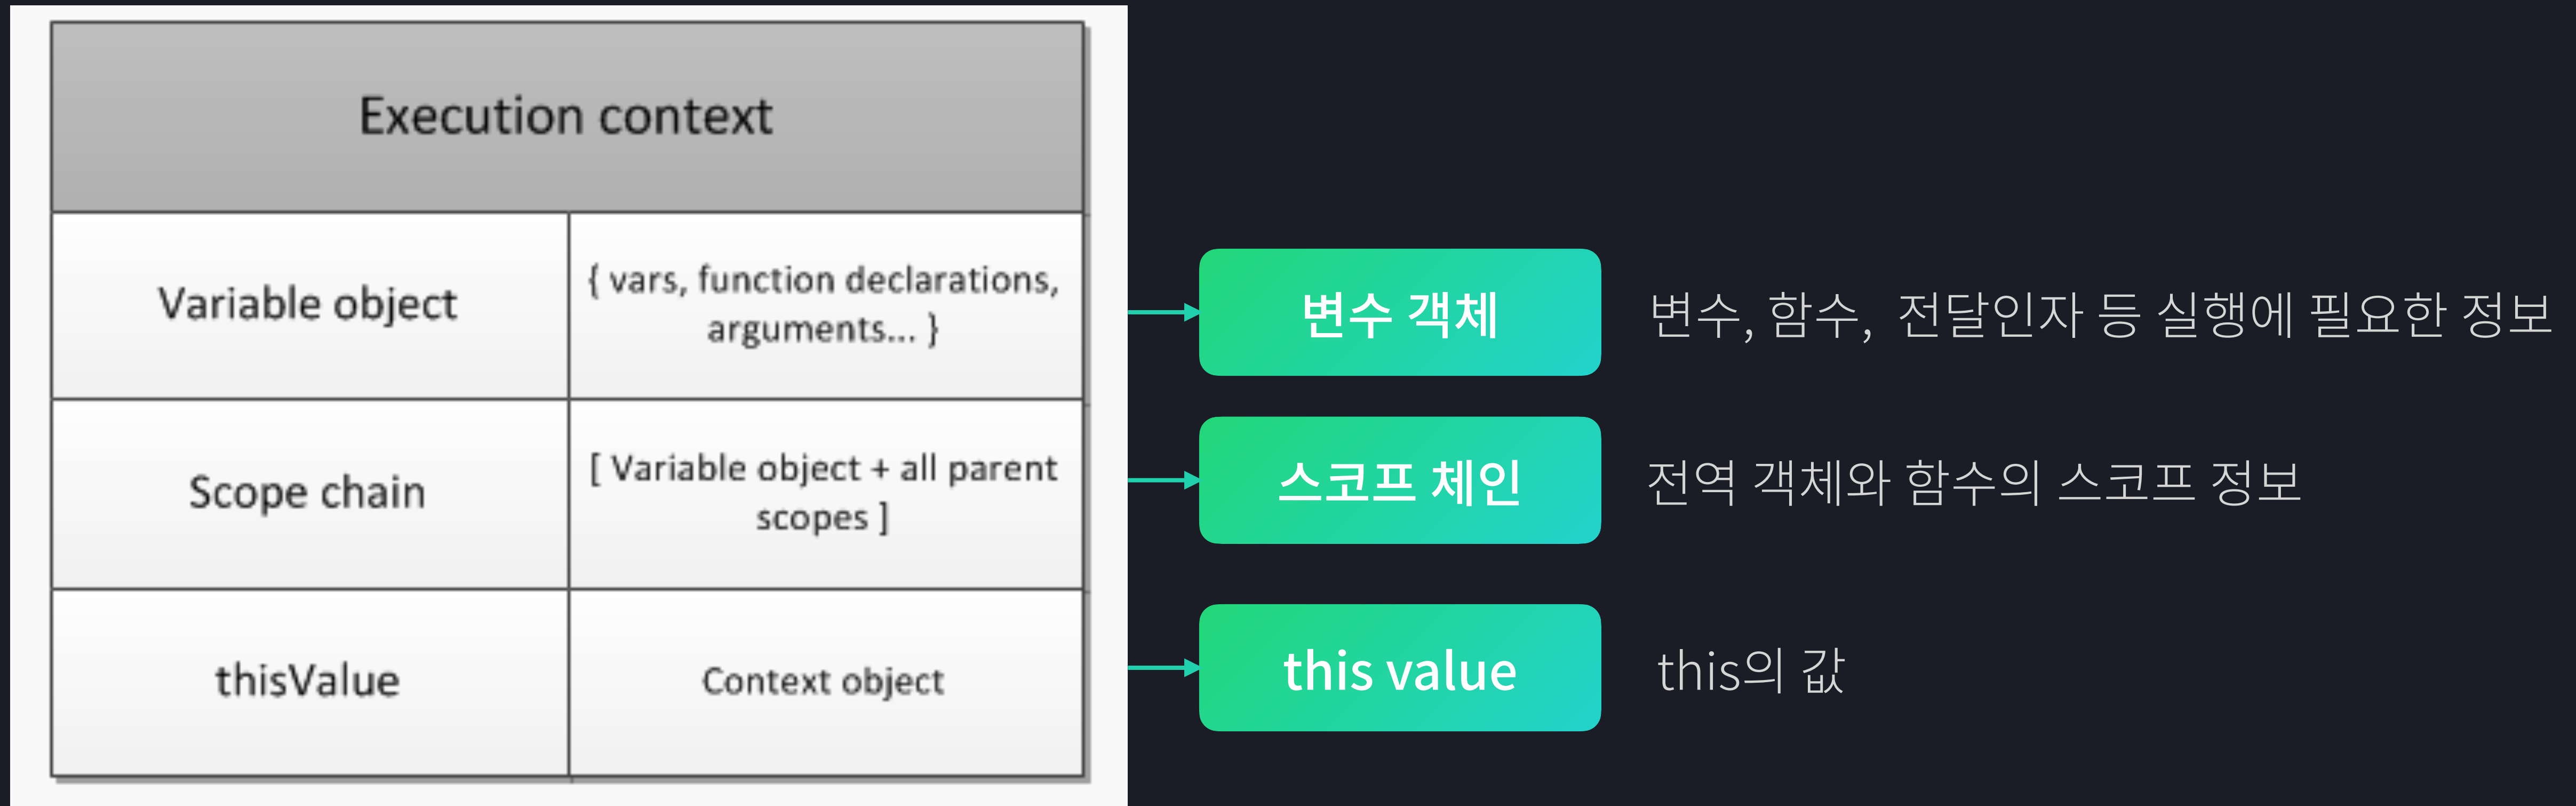 Execution context
Variable object
{ vars, function declarations,
arguments... }
변수 객체
변수, 함수, 전달인자 등 실행에 필요한 정보
Scope chain
[ Variable object + all parent
scopes ]
스코프 체인
전역 객체와 함수의 스코프 정보
thisValue
Context object
this value
this의 값